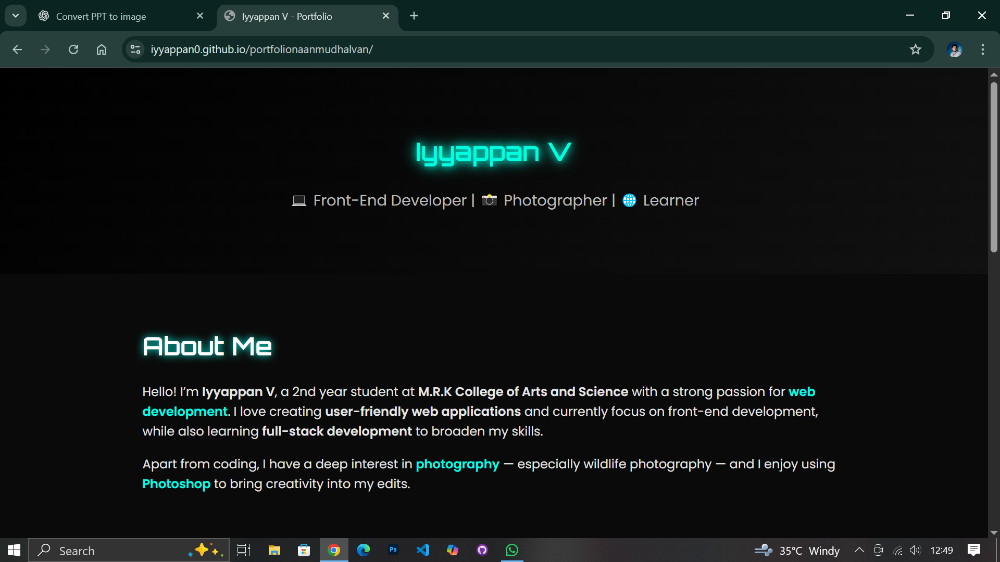 Convert PPT to image
Iyyappan V - Portfolio
iyyappan0.github.io/portfolionaanmudhalvan/
Iyyappan V
💻 Front-End Developer | 📸 Photographer | 🌐 Learner
About Me
Hello! I’m Iyyappan V, a 2nd year student at M.R.K College of Arts and Science with a strong passion for web
development. I love creating user-friendly web applications and currently focus on front-end development,
while also learning full-stack development to broaden my skills.
Apart from coding, I have a deep interest in photography — especially wildlife photography — and I enjoy using
Photoshop to bring creativity into my edits.
Search
Ps
35°C Windy
12:49